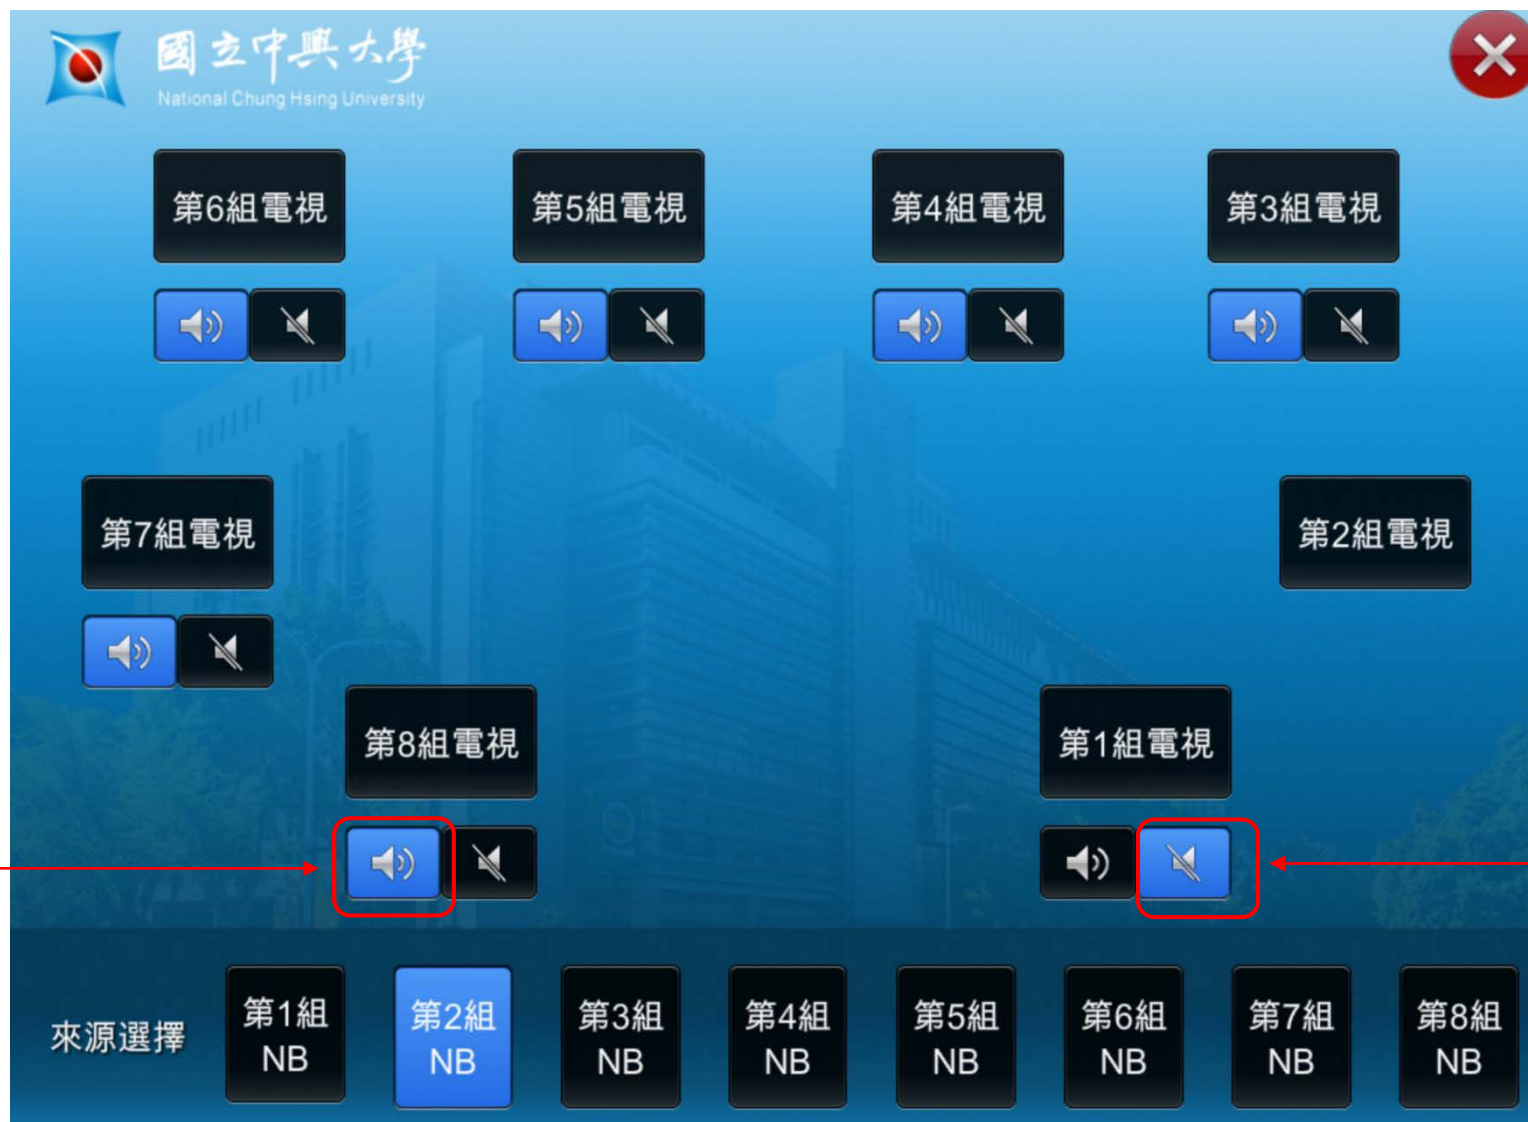 國立中興大學
National Chung Hsing University
第6組電視
第5組電視
第4組電視
第3組電視
第7組電視
第2組電視
第8組電視
第1組電視
來源選擇
第1組
NB
第2組
NB
第3組
NB
第4組
NB
第5組
NB
第6組
NB
第7組
NB
第8組
NB